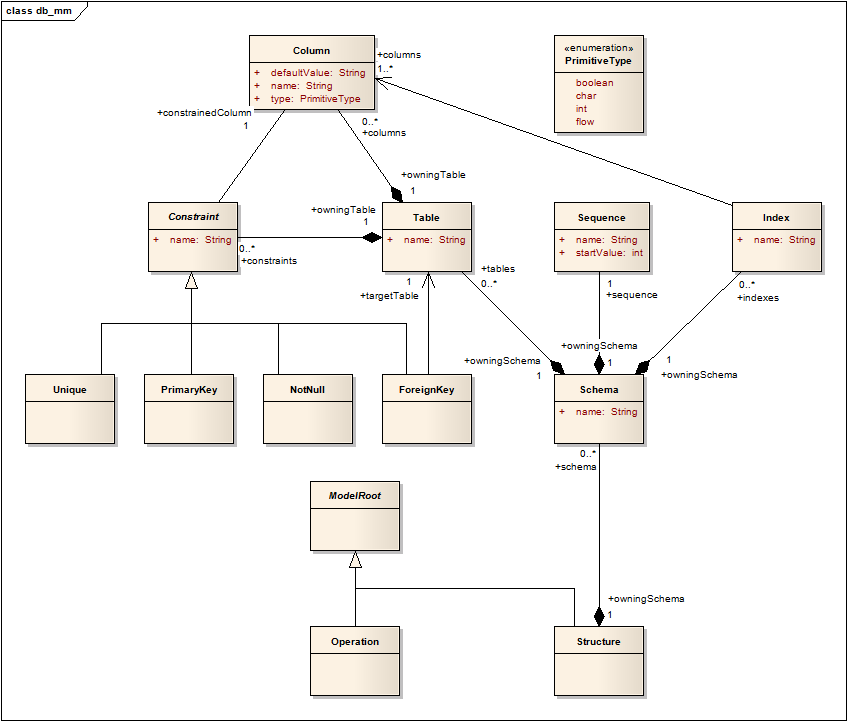 class db_mm
Column
+ defaultValue: String
+ name: String
+ type: PrimitiveType
+columns
1..*
«enumeration»
PrimitiveType
boolean
char
int
flow
+constrainedColumn
1
0..*
+columns
+owningTable
1
Constraint
+ name: String
+owningTable
1
0..*
+constraints
Table
+ name: String
Sequence
+ name: String
+ startValue: int
Index
+ name: String
1
+targetTable
+tables
0..*
1
+sequence
0..*
+indexes
+owningSchema
1
+owningSchema
1
1
+owningSchema
Unique
PrimaryKey
NotNull
ForeignKey
Schema
+ name: String
0..*
+schema
ModelRoot
+owningSchema
1
Operation
Structure